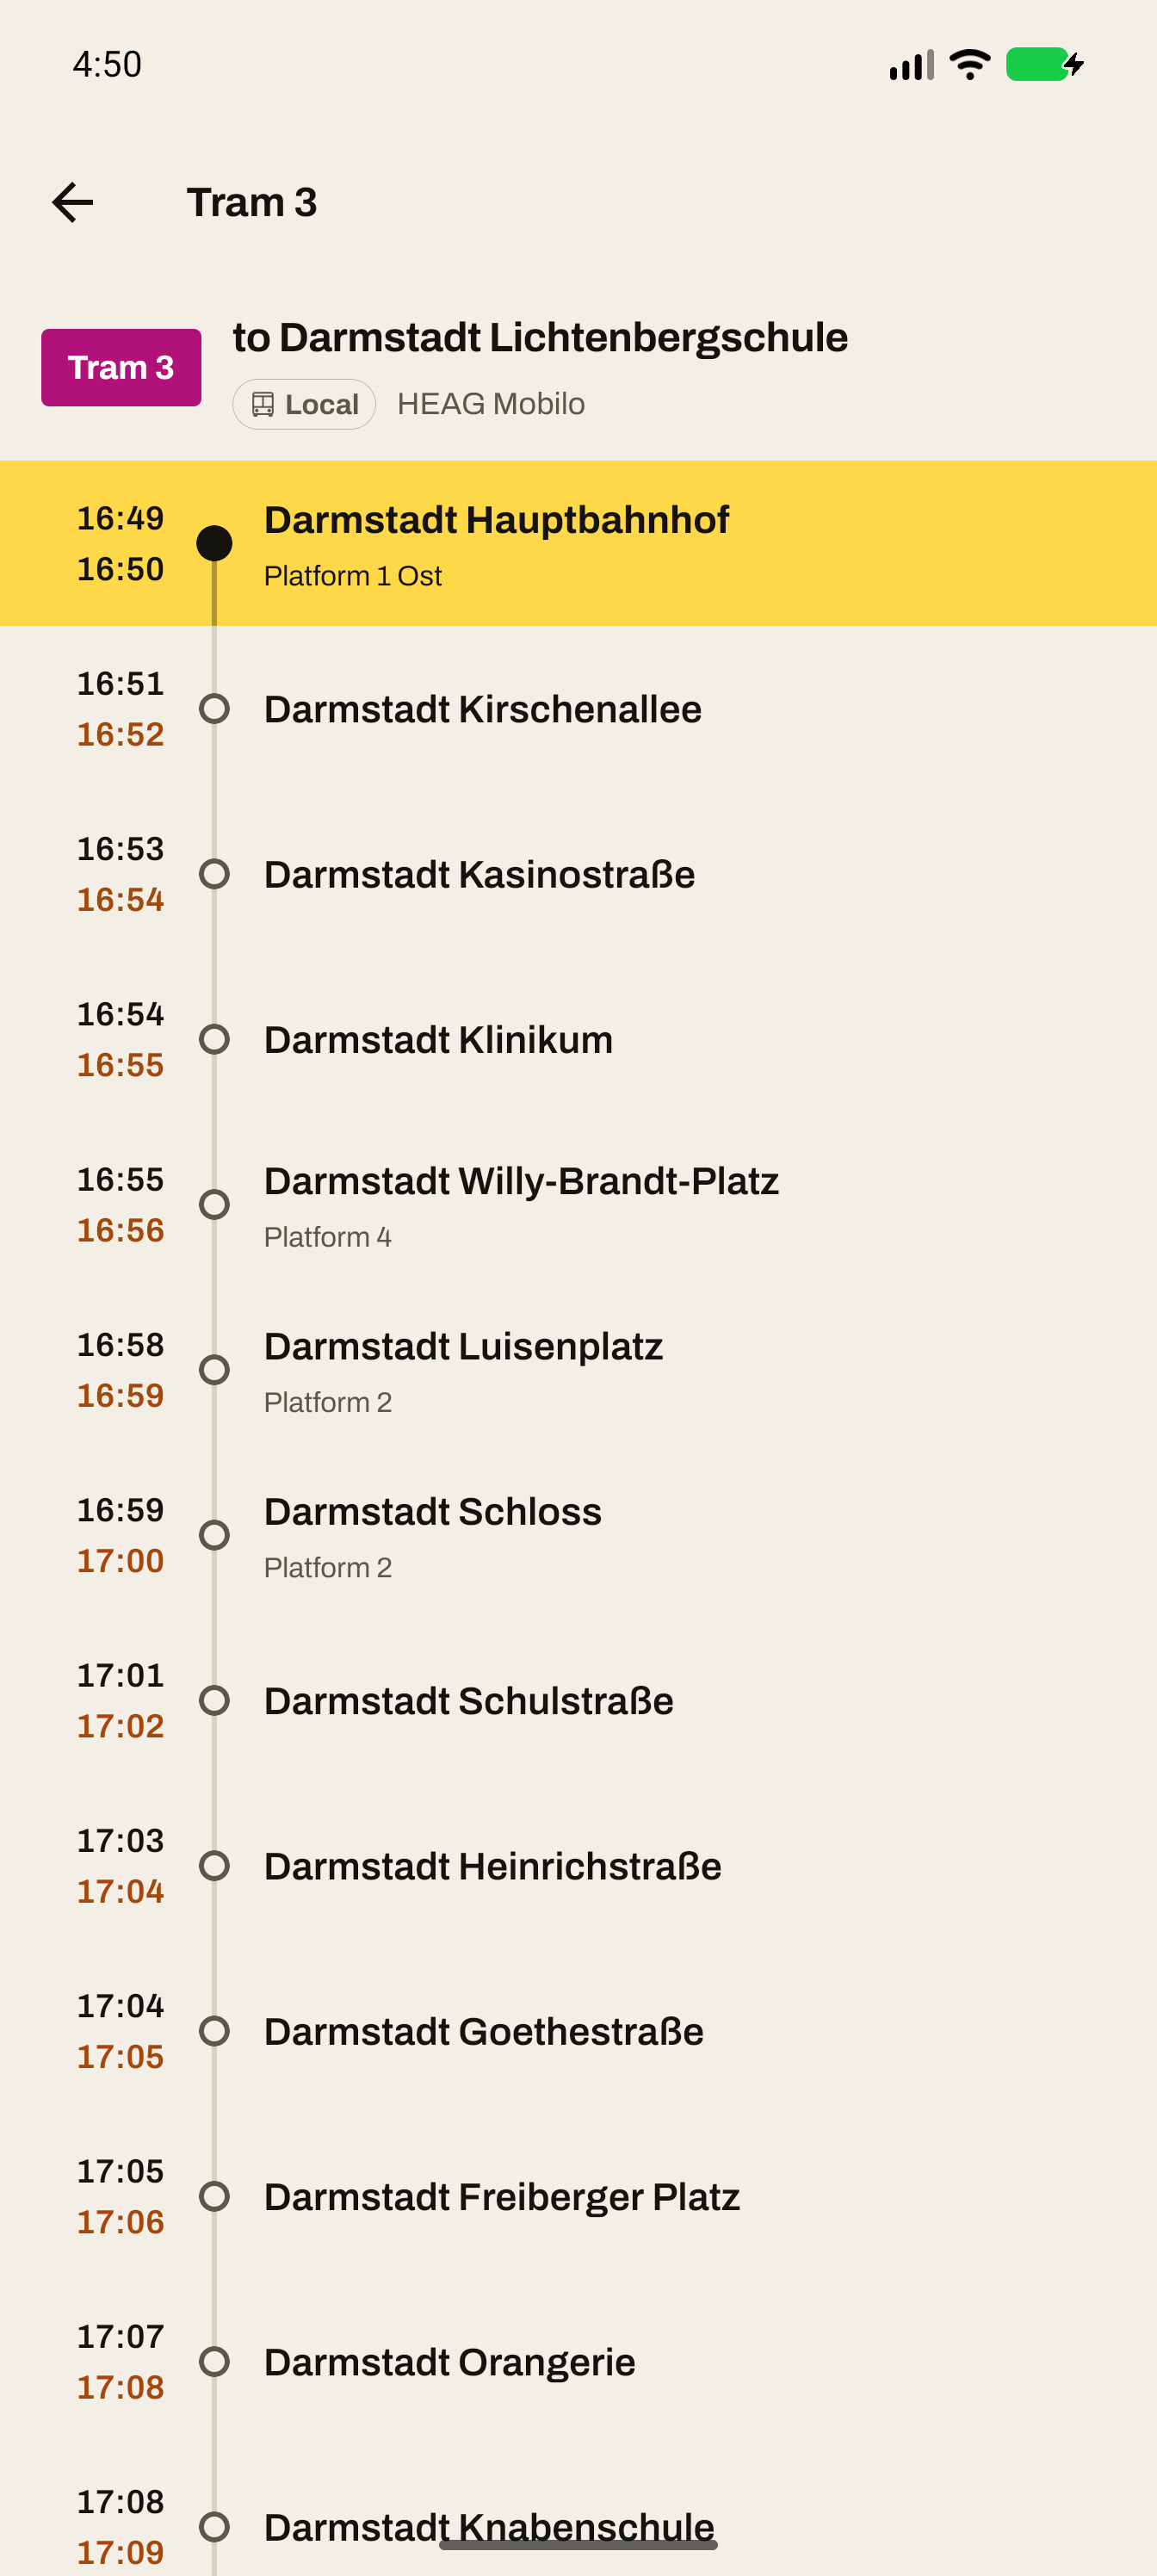 4:50
Tram 3
Tram 3
to Darmstadt Lichtenbergschule
Local HEAG Mobilo
16:49 Darmstadt Hauptbahnhof
16:50 Platform 1 Ost
16:51
Darmstadt Kirschenallee
16:52
16:53
Darmstadt Kasinostraße
16:54
16:54
Darmstadt Klinikum
16:55
16:55 Darmstadt Willy-Brandt-Platz
16:56 Platform 4
16:58 Darmstadt Luisenplatz
16:59 Platform 2
16:59 Darmstadt Schloss
17:00 Platform 2
17:01
Darmstadt Schulstraße
17:02
17:03
Darmstadt Heinrichstraße
17:04
17:04
Darmstadt Goethestraße
17:05
17:05
Darmstadt Freiberger Platz
17:06
17:07
Darmstadt Orangerie
17:08
17:08
Darmstadt Knabenschule
17:09